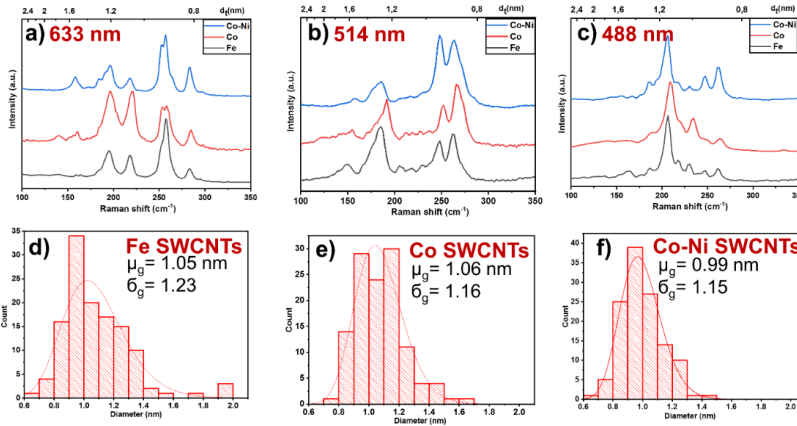 2,4 2 1,6 1,2 0,8 dt(nm)
a) 633 nm
Co-Ni
Co
Fe
Intensity (a.u.)
100 150 200 250 300 350
Raman shift (cm-1)
2,4 2 1,6 1,2 0,8 dt(nm)
b) 514 nm
Co-Ni
Co
Fe
Intensity (a.u.)
100 150 200 250 300 350
Raman shift (cm-1)
2,4 2 1,6 1,2 0,8 dt(nm)
c) 488 nm
Co-Ni
Co
Fe
Intensity (a.u.)
100 150 200 250 300 350
Raman shift (cm-1)
d) Fe SWCNTs
μg= 1.05 nm
бg= 1.23
Count
35
30
25
20
15
10
5
0
0.6 0.8 1.0 1.2 1.4 1.6 1.8 2.0
Diameter (nm)
e) Co SWCNTs
μg= 1.06 nm
бg= 1.16
Count
30
25
20
15
10
5
0
0.6 0.8 1.0 1.2 1.4 1.6 1.8 2.0
Diameter (nm)
f) Co-Ni SWCNTs
μg= 0.99 nm
бg= 1.15
Count
40
35
30
25
20
15
10
5
0
0.6 0.8 1.0 1.2 1.4 1.6 1.8 2.0
Diameter (nm)